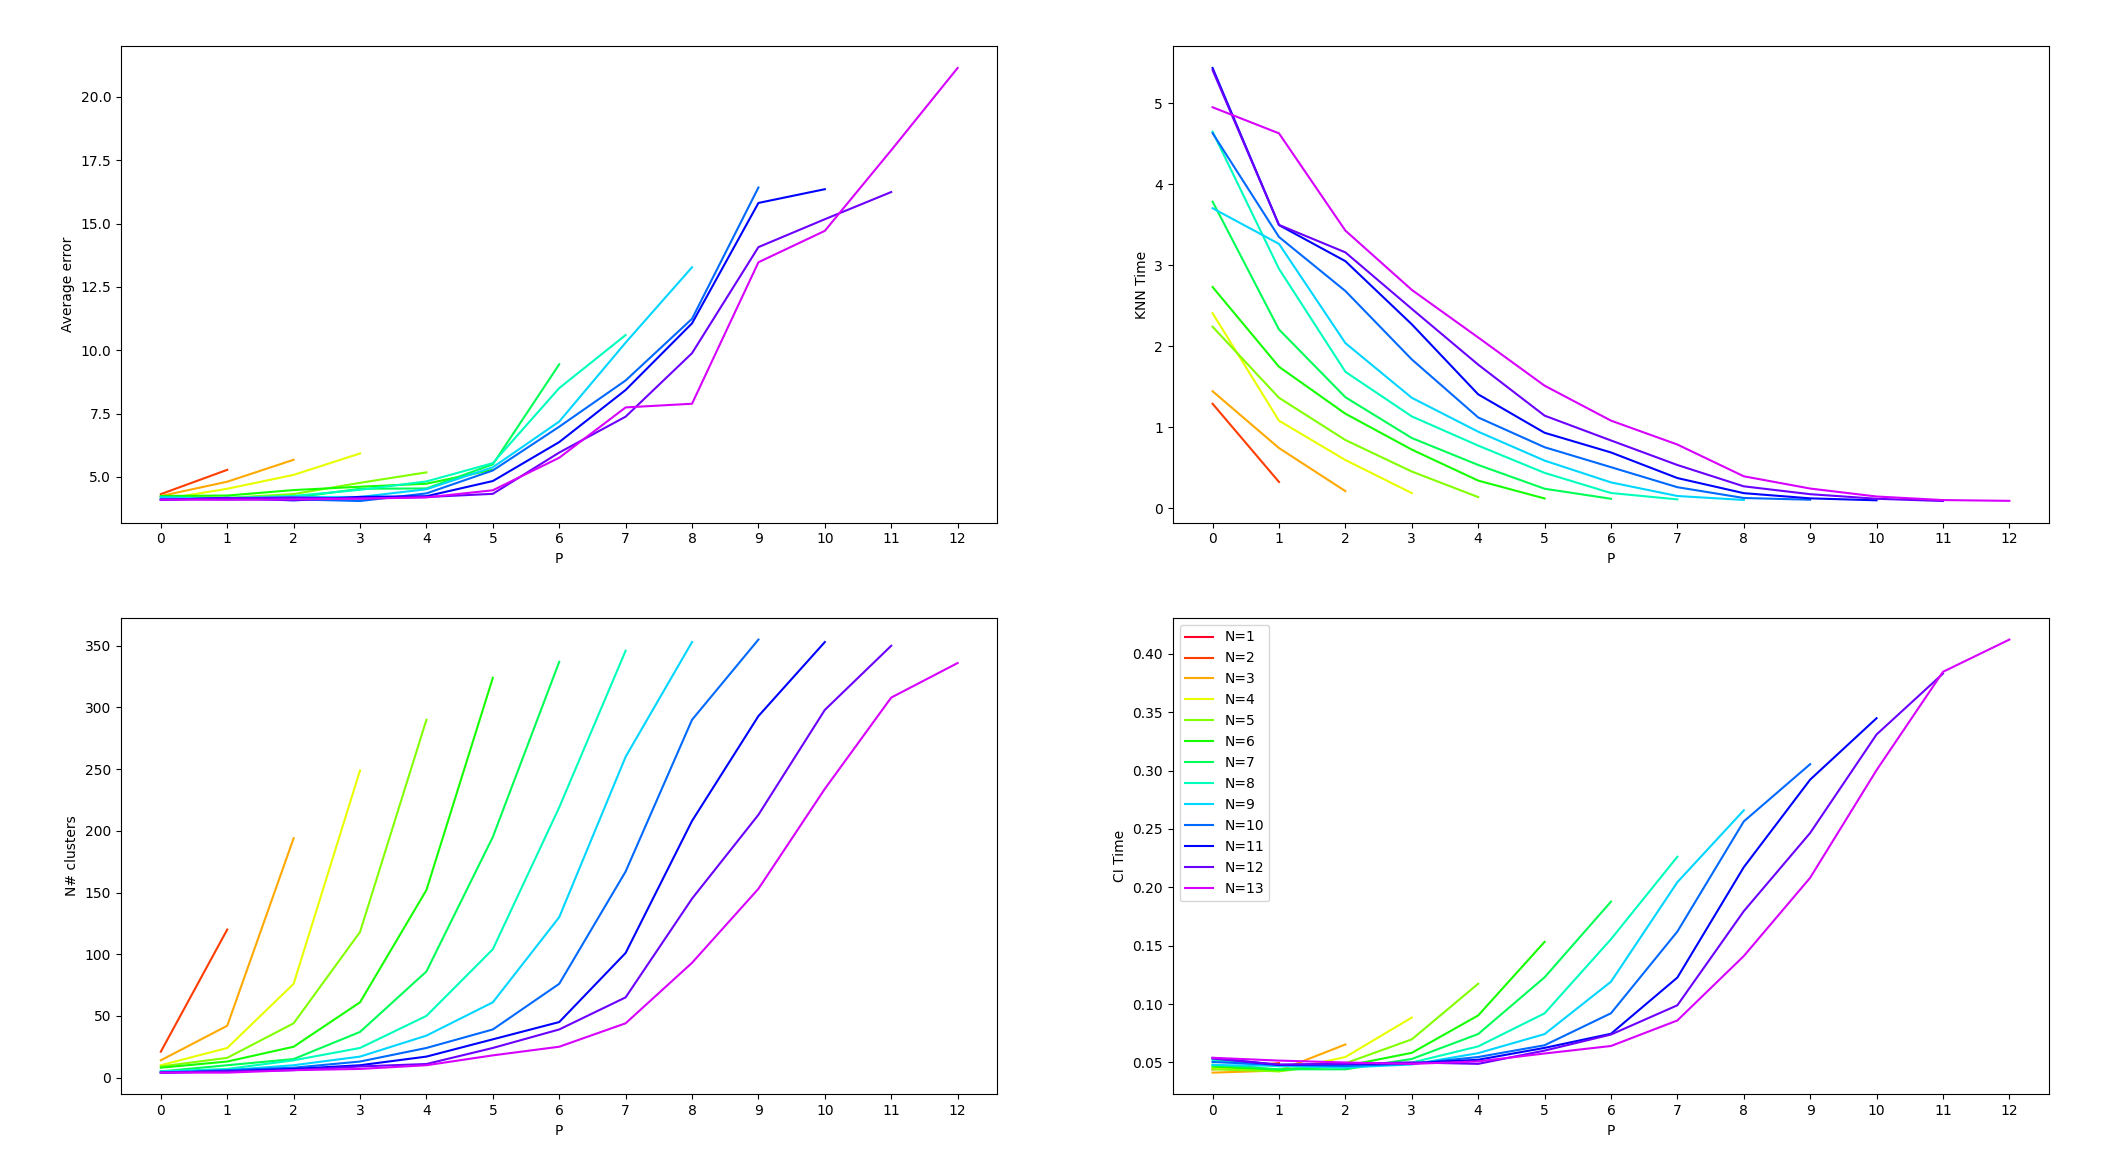 20.0
17.5
15.0
12.5
10.0
7.5
5.0
Average error
0 1 2 3 4 5 6 7 8 9 10 11 12
P
5
4
3
2
1
0
KNN Time
0 1 2 3 4 5 6 7 8 9 10 11 12
P
350
300
250
200
150
100
50
0
N# clusters
0 1 2 3 4 5 6 7 8 9 10 11 12
P
0.40
0.35
0.30
0.25
0.20
0.15
0.10
0.05
CI Time
N=1
N=2
N=3
N=4
N=5
N=6
N=7
N=8
N=9
N=10
N=11
N=12
N=13
0 1 2 3 4 5 6 7 8 9 10 11 12
P